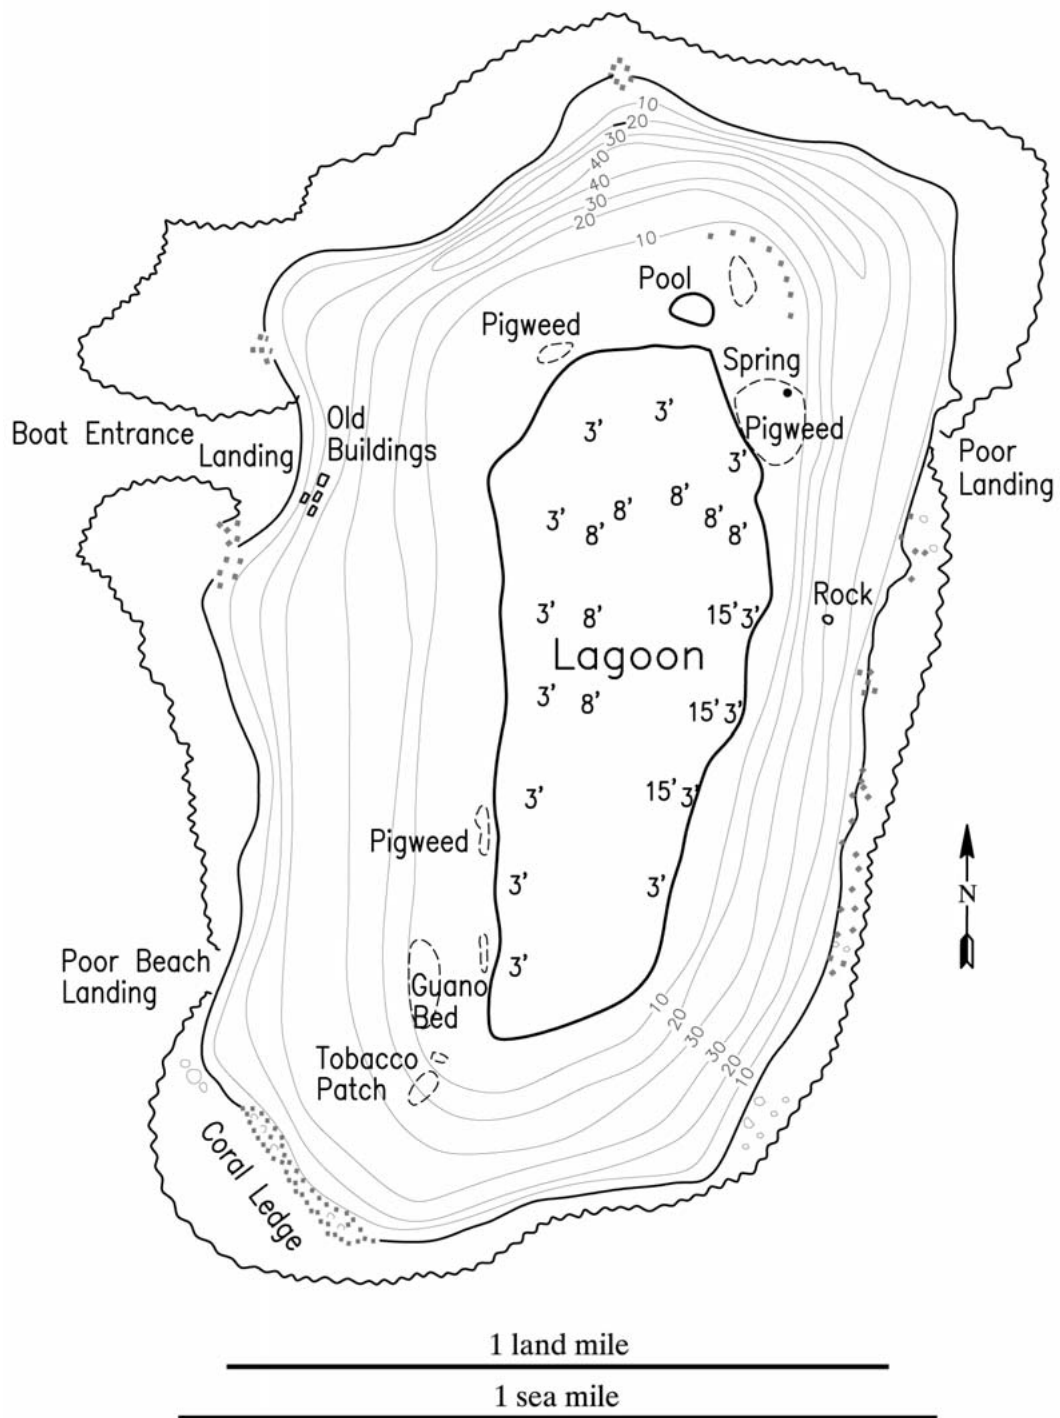 10
20
30
40
40
30
20
10
Pool
Pigweed
Spring
Pigweed
3'
3'
3'
Boat Entrance
Landing
Old
Buildings
Poor
Landing
8'
8'
3'
8'
8'
8'
Rock
3'
8'
15'
3'
Lagoon
3'
8'
15'
3'
3'
15'
3'
Pigweed
3'
3'
N
Poor Beach
Landing
3'
Guano
Bed
10
20
30
30
20
10
Tobacco
Patch
Coral Ledge
1 land mile
1 sea mile